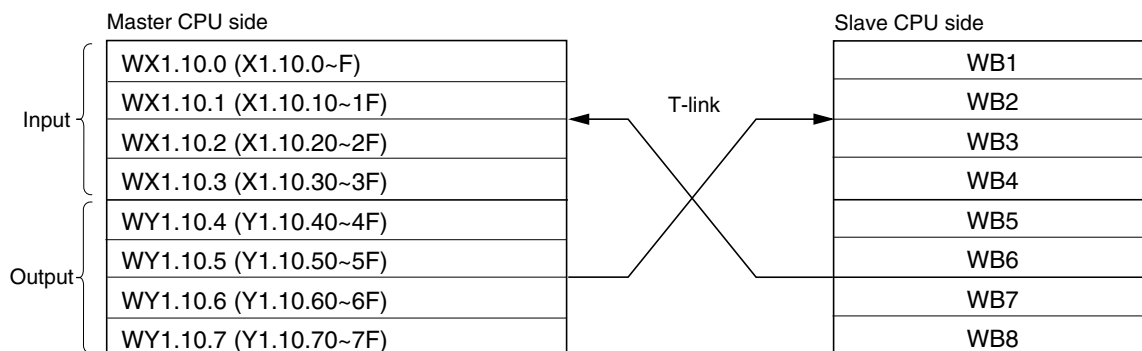 Master CPU side
Slave CPU side
Input
WX1.10.0 (X1.10.0~F)
WX1.10.1 (X1.10.10~1F)
WX1.10.2 (X1.10.20~2F)
WX1.10.3 (X1.10.30~3F)
Output
WY1.10.4 (Y1.10.40~4F)
WY1.10.5 (Y1.10.50~5F)
WY1.10.6 (Y1.10.60~6F)
WY1.10.7 (Y1.10.70~7F)
T-link
WB1
WB2
WB3
WB4
WB5
WB6
WB7
WB8